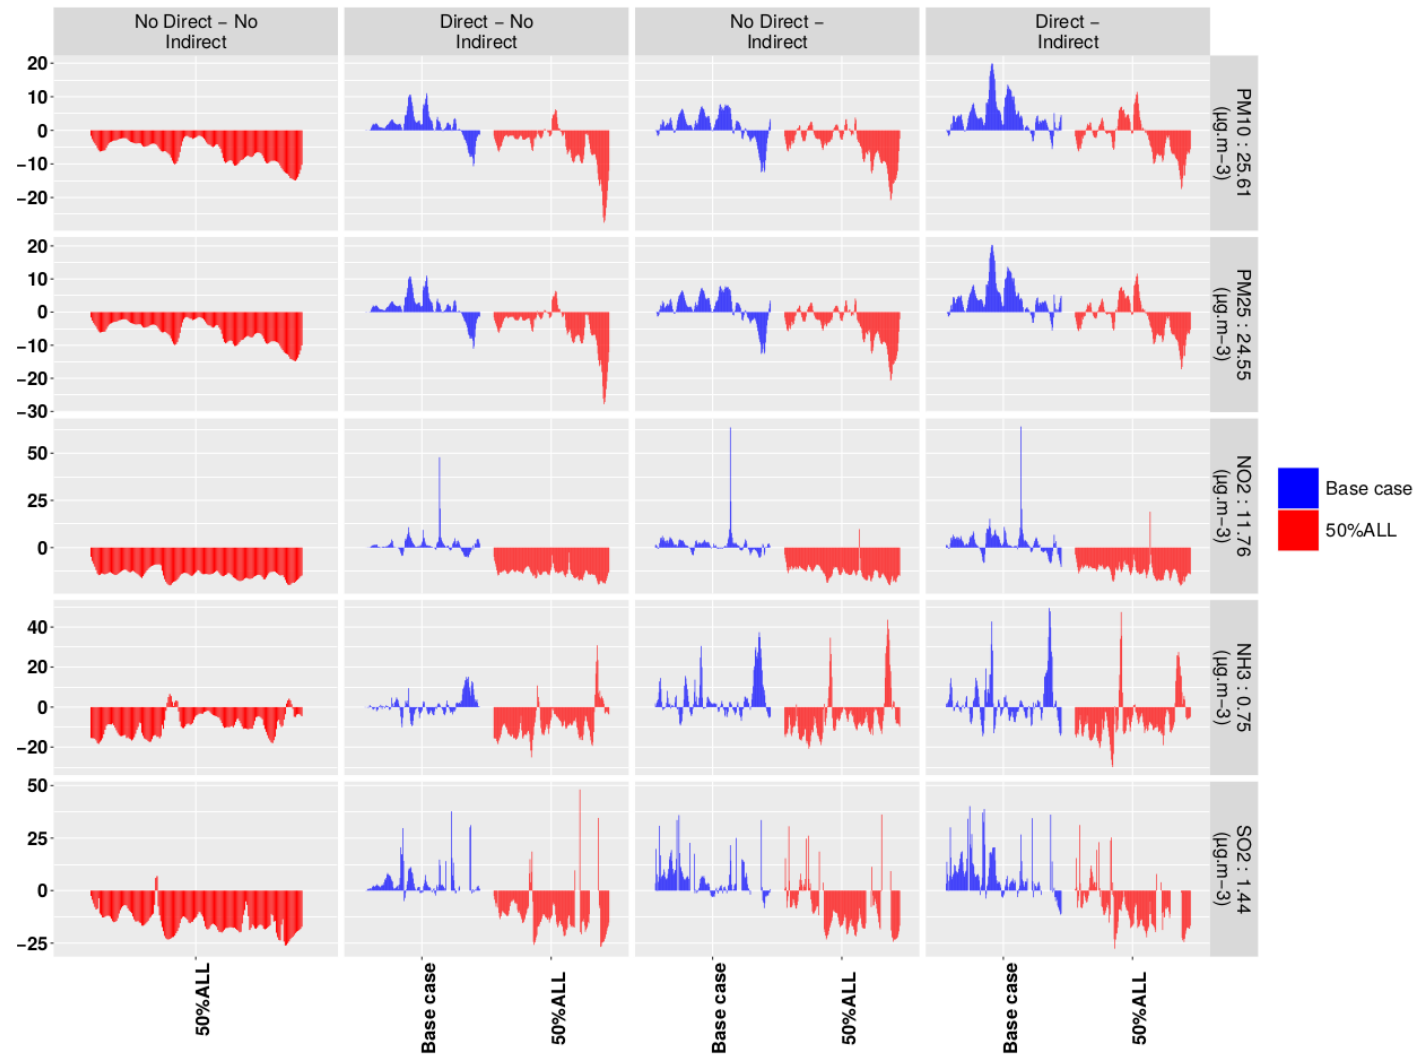 No Direct − No
Indirect
Direct − No
Indirect
No Direct −
Indirect
Direct −
Indirect
20
10
0
−10
−20
PM10 : 25.61
(µg.m−3)
20
10
0
−10
−20
−30
PM25 : 24.55
(µg.m−3)
50
25
0
NO2 : 11.76
(µg.m−3)
40
20
0
−20
NH3 : 0.75
(µg.m−3)
50
25
0
−25
SO2 : 1.44
(µg.m−3)
50%ALL
Base case
50%ALL
Base case
50%ALL
Base case
50%ALL
Base case
50%ALL